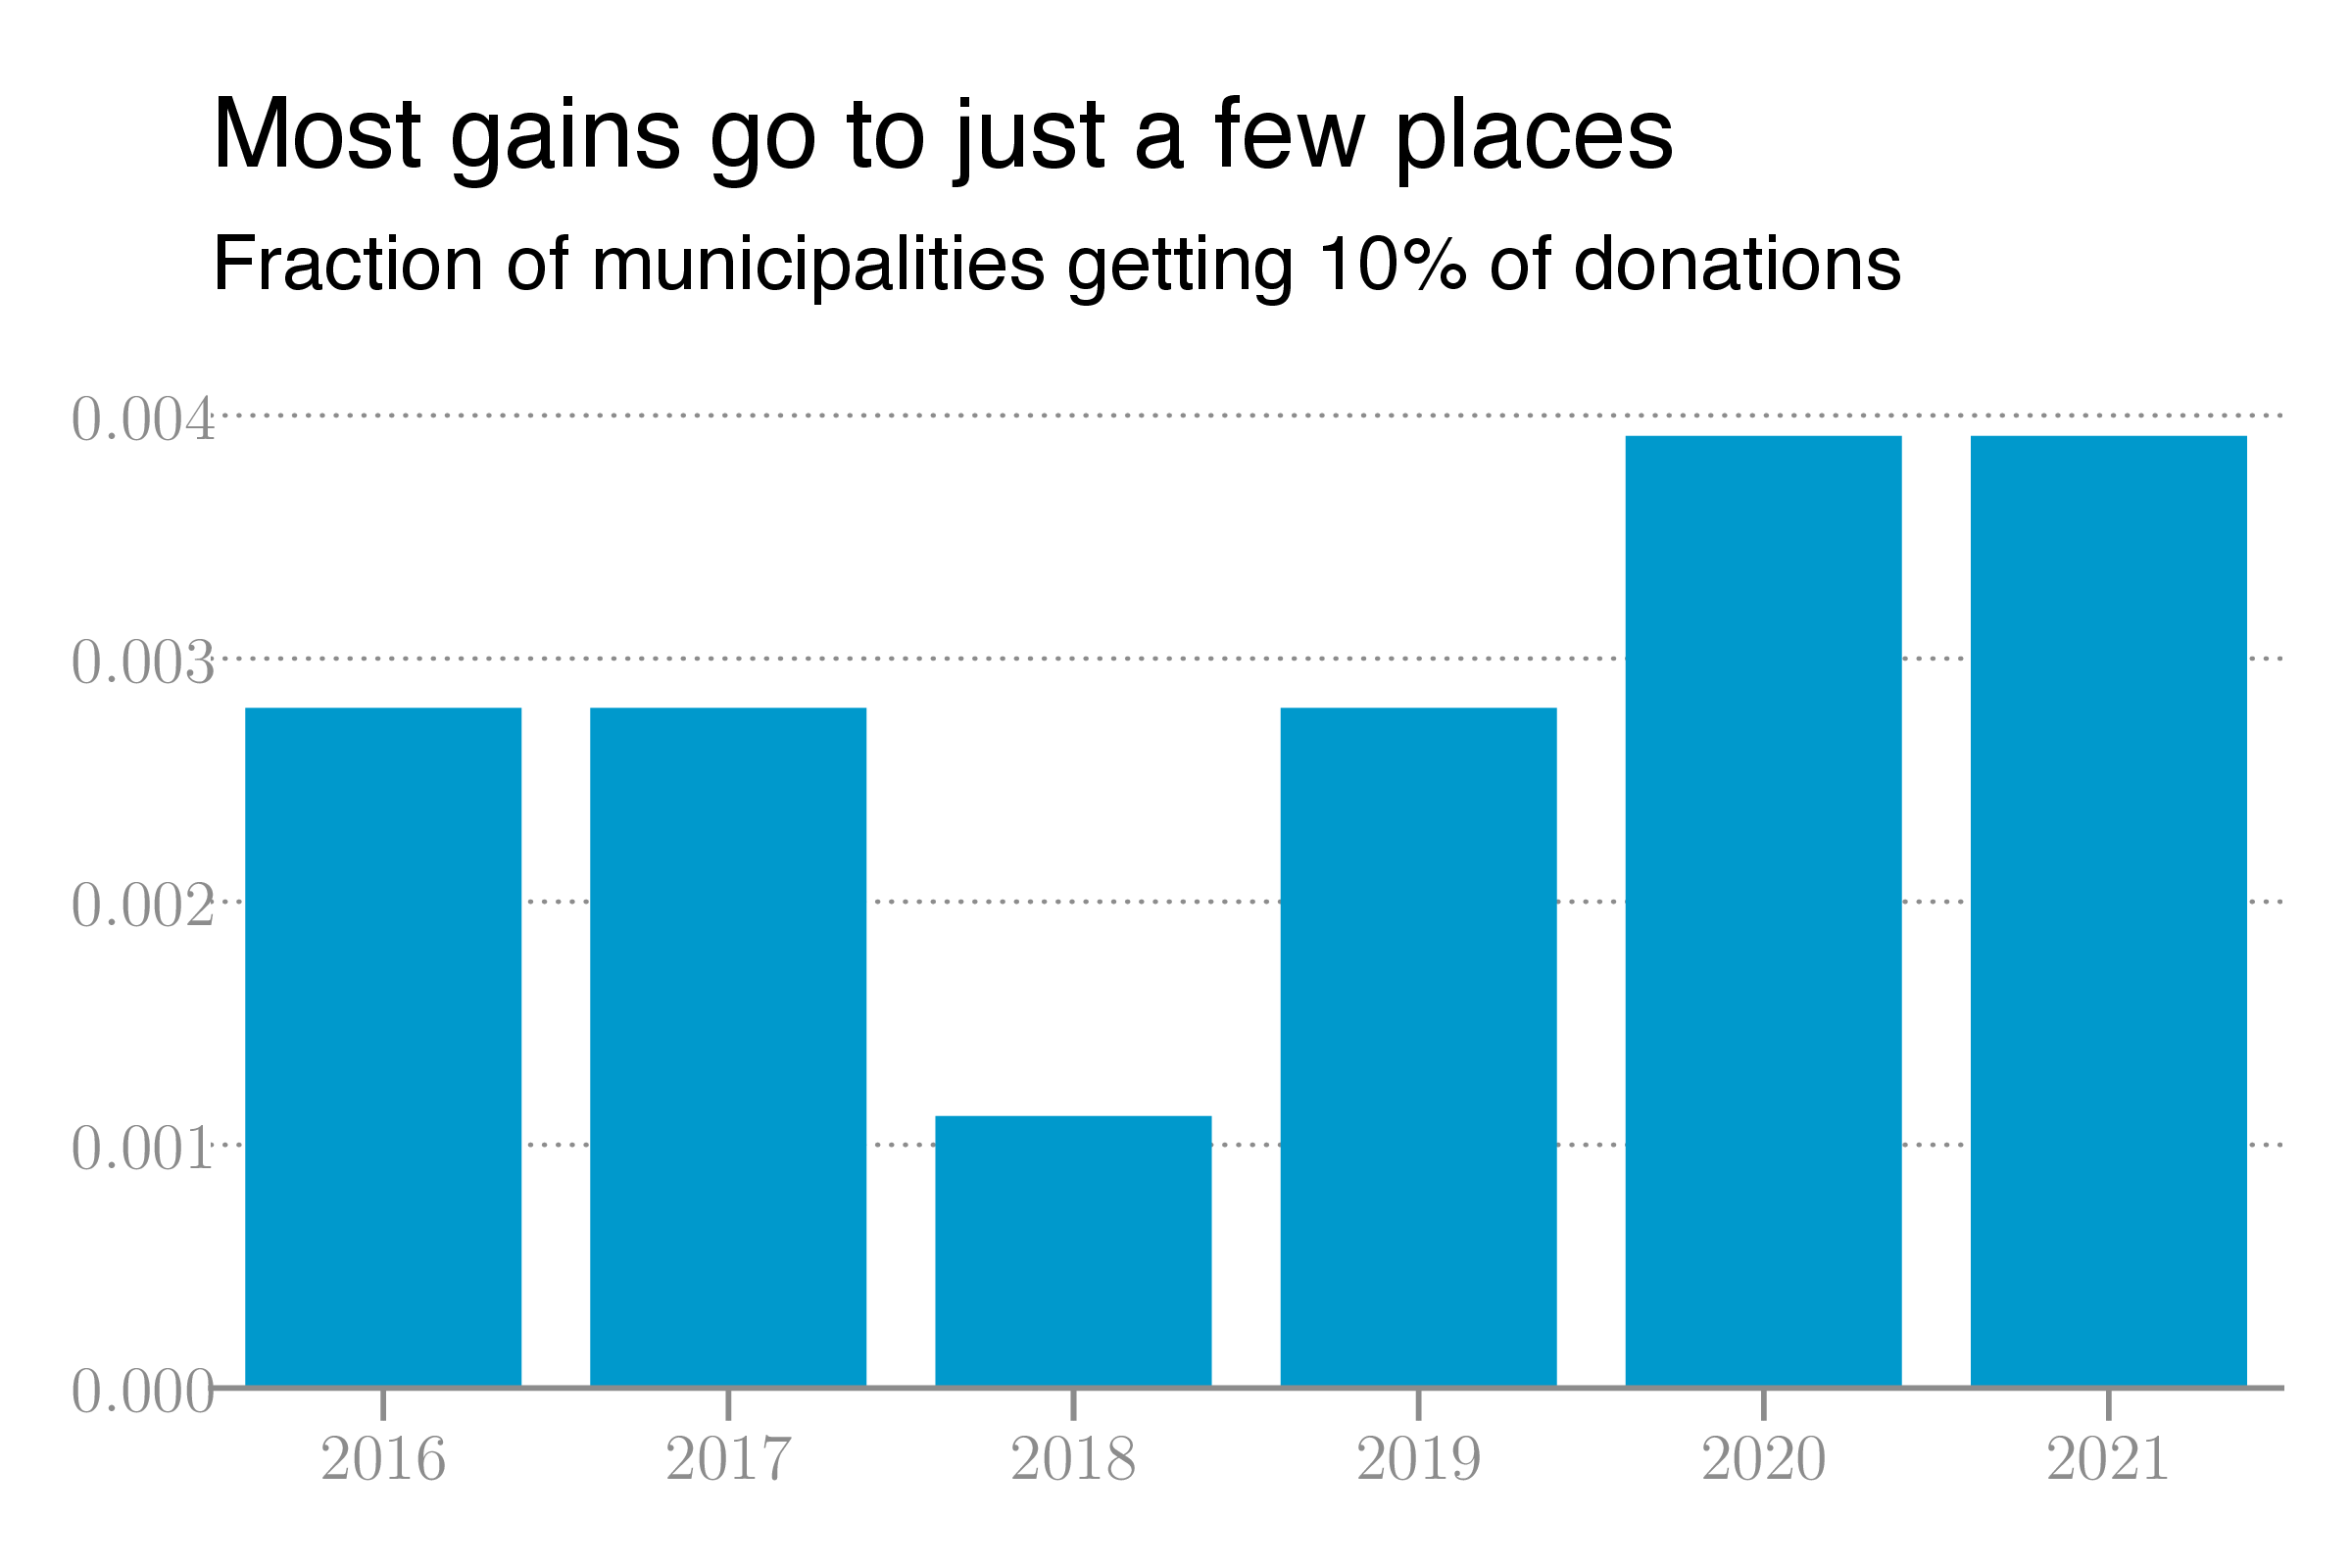 Most gains go to just a few places
Fraction of municipalities getting 10% of donations
0.004
0.003
0.002
0.001
0.000
2016 2017 2018 2019 2020 2021